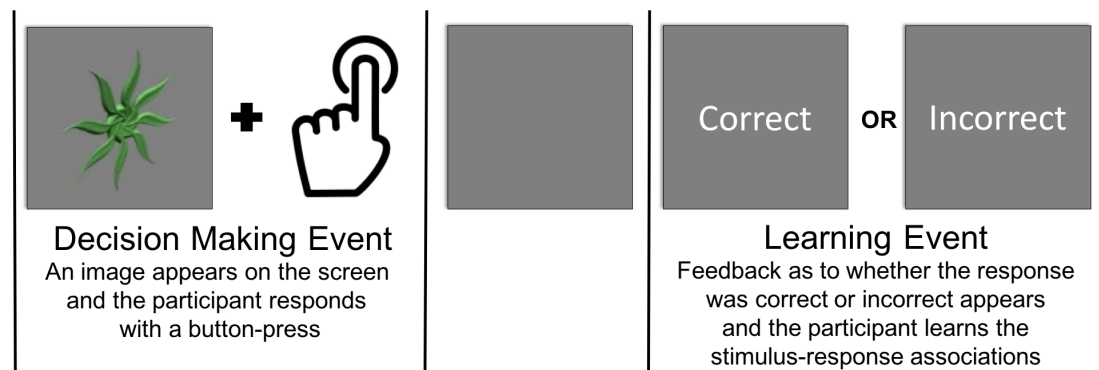 Correct
OR
Incorrect
Decision Making Event
An image appears on the screen
and the participant responds
with a button-press
Learning Event
Feedback as to whether the response
was correct or incorrect appears
and the participant learns the
stimulus-response associations